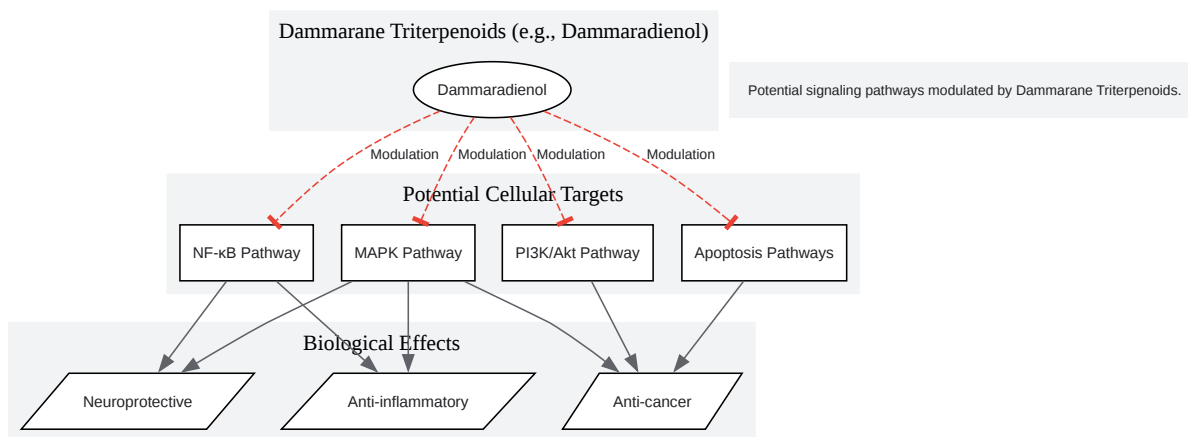 Dammarane Triterpenoids (e.g., Dammaradienol)
Dammaradienol
Potential signaling pathways modulated by Dammarane Triterpenoids.
Modulation
Modulation
Modulation
Modulation
Potential Cellular Targets
NF-κB Pathway
MAPK Pathway
PI3K/Akt Pathway
Apoptosis Pathways
Biological Effects
Neuroprotective
Anti-inflammatory
Anti-cancer